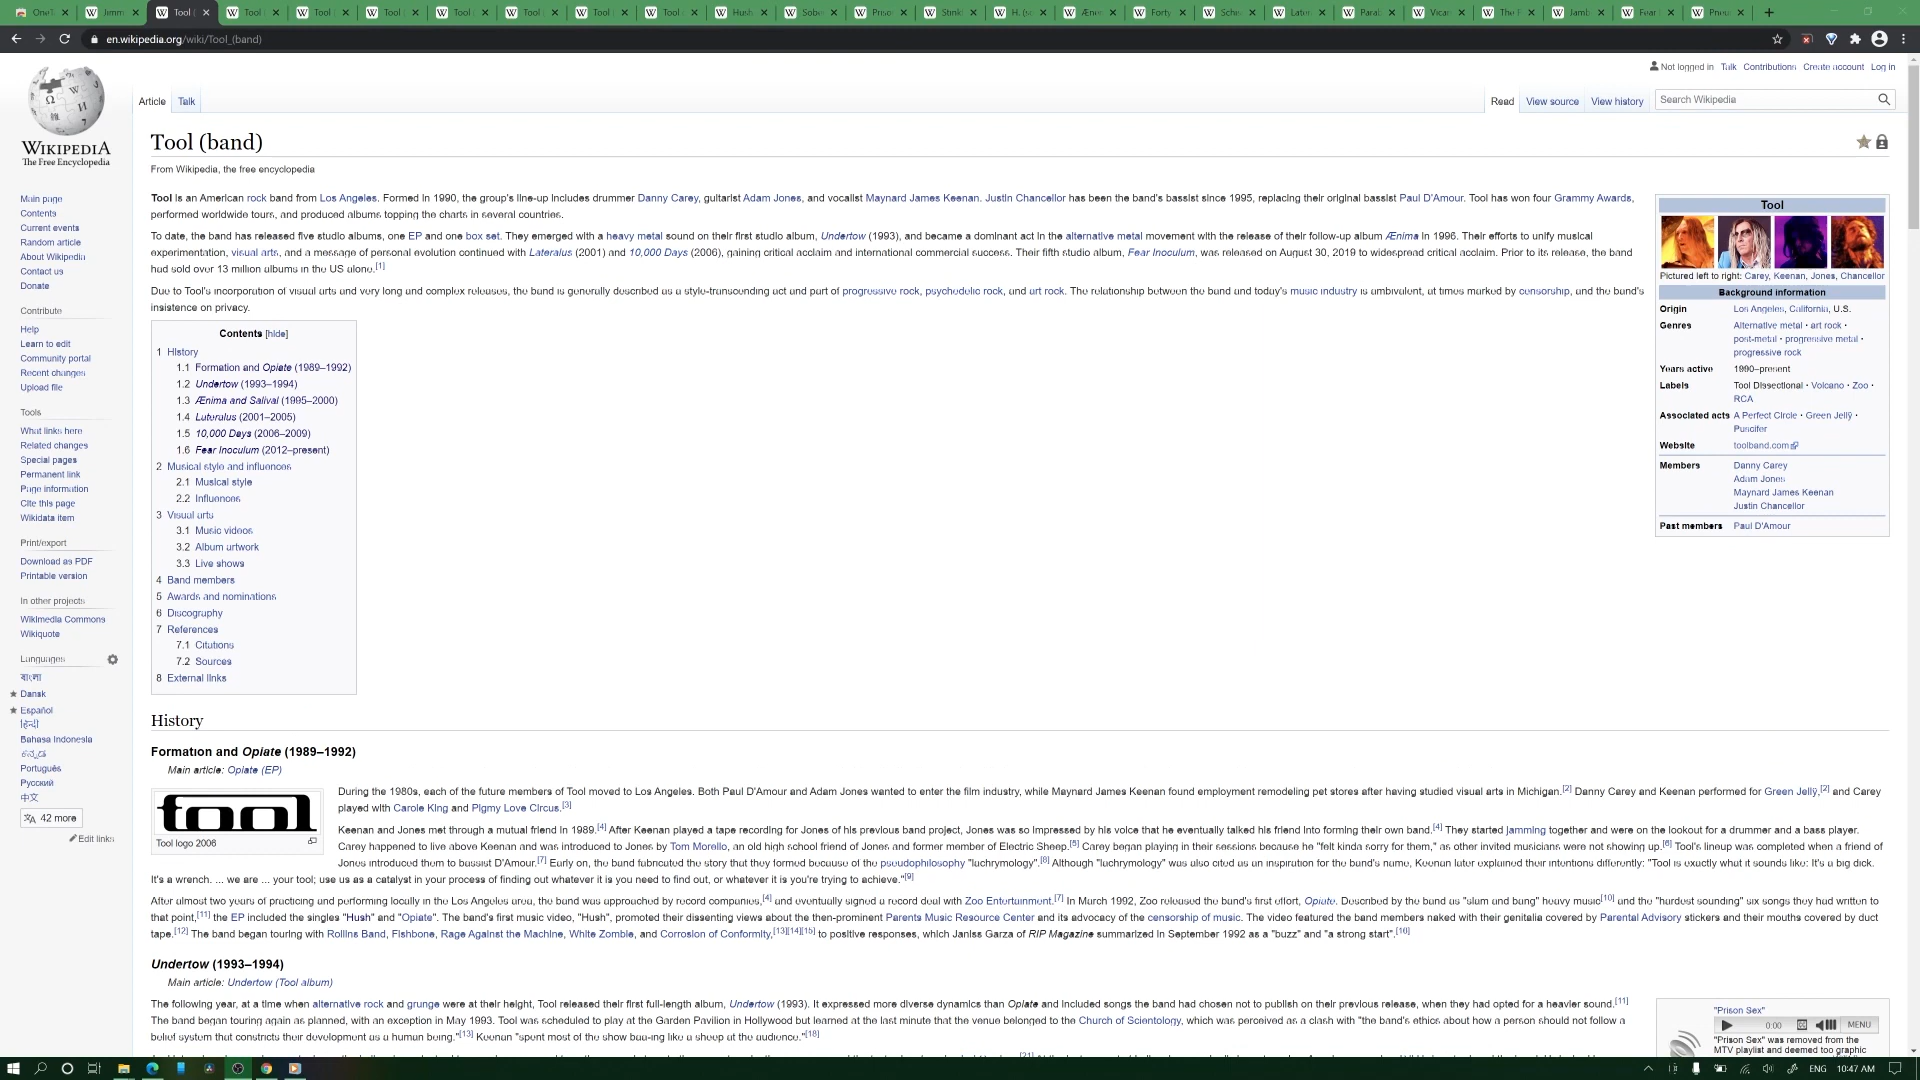 OneT
Jimm
Tool (
Tool
Tool
Tool
Tool
Tool
Tool
Tool
Hush
Sober
Prison
Stinkf
H. (s
Ænem
Forty
Schis
Later
Parab
Vicari
The P
Jamb
Fear
Pneu
en.wikipedia.org/wiki/Tool_(band)
Not logged in Talk Contributions Create account Log in
Article Talk
Read View source View history Search Wikipedia
WIKIPEDIA
The Free Encyclopedia
Main page
Contents
Current events
Random article
About Wikipedia
Contact us
Donate
Contribute
Help
Learn to edit
Community portal
Recent changes
Upload file
Tools
What links here
Related changes
Special pages
Permanent link
Page information
Cite this page
Wikidata item
Print/export
Download as PDF
Printable version
In other projects
Wikimedia Commons
Wikiquote
Languages
বাংলা
Dansk
Español
हिन्दी
Bahasa Indonesia
ಕನ್ನಡ
Português
Русский
中文
42 more
Edit links
Tool (band)
From Wikipedia, the free encyclopedia
Tool is an American rock band from Los Angeles. Formed in 1990, the group's line-up includes drummer Danny Carey, guitarist Adam Jones, and vocalist Maynard James Keenan. Justin Chancellor has been the band's bassist since 1995, replacing their original bassist Paul D'Amour. Tool has won four Grammy Awards,
performed worldwide tours, and produced albums topping the charts in several countries.
To date, the band has released five studio albums, one EP and one box set. They emerged with a heavy metal sound on their first studio album, Undertow (1993), and became a dominant act in the alternative metal movement with the release of their follow-up album Ænima in 1996. Their efforts to unify musical
experimentation, visual arts, and a message of personal evolution continued with Lateralus (2001) and 10,000 Days (2006), gaining critical acclaim and international commercial success. Their fifth studio album, Fear Inoculum, was released on August 30, 2019 to widespread critical acclaim. Prior to its release, the band
had sold over 13 million albums in the US alone.[1]
Due to Tool's incorporation of visual arts and very long and complex releases, the band is generally described as a style-transcending act and part of progressive rock, psychedelic rock, and art rock. The relationship between the band and today's music industry is ambivalent, at times marked by censorship, and the band's
insistence on privacy.
Contents [hide]
1 History
1.1 Formation and Opiate (1989–1992)
1.2 Undertow (1993–1994)
1.3 Ænima and Salival (1995–2000)
1.4 Lateralus (2001–2005)
1.5 10,000 Days (2006–2009)
1.6 Fear Inoculum (2012–present)
2 Musical style and influences
2.1 Musical style
2.2 Influences
3 Visual arts
3.1 Music videos
3.2 Album artwork
3.3 Live shows
4 Band members
5 Awards and nominations
6 Discography
7 References
7.1 Citations
7.2 Sources
8 External links
Tool
Pictured left to right: Carey, Keenan, Jones, Chancellor
Background information
Origin Los Angeles, California, U.S.
Genres Alternative metal · art rock ·
post-metal · progressive metal ·
progressive rock
Years active 1990–present
Labels Tool Dissectional · Volcano · Zoo ·
RCA
Associated acts A Perfect Circle · Green Jellÿ ·
Puscifer
Website toolband.com
Members Danny Carey
Adam Jones
Maynard James Keenan
Justin Chancellor
Past members Paul D'Amour
History
Formation and Opiate (1989–1992)
Main article: Opiate (EP)
tool
Tool logo 2006
During the 1980s, each of the future members of Tool moved to Los Angeles. Both Paul D'Amour and Adam Jones wanted to enter the film industry, while Maynard James Keenan found employment remodeling pet stores after having studied visual arts in Michigan.[2] Danny Carey and Keenan performed for Green Jellÿ,[2] and Carey
played with Carole King and Pigmy Love Circus.[3]
Keenan and Jones met through a mutual friend in 1989.[4] After Keenan played a tape recording for Jones of his previous band project, Jones was so impressed by his voice that he eventually talked his friend into forming their own band.[4] They started jamming together and were on the lookout for a drummer and a bass player.
Carey happened to live above Keenan and was introduced to Jones by Tom Morello, an old high school friend of Jones and former member of Electric Sheep.[5] Carey began playing in their sessions because he "felt kinda sorry for them," as other invited musicians were not showing up.[6] Tool's lineup was completed when a friend of
Jones introduced them to bassist D'Amour.[7] Early on, the band fabricated the story that they formed because of the pseudophilosophy "lachrymology".[8] Although "lachrymology" was also cited as an inspiration for the band's name, Keenan later explained their intentions differently: "Tool is exactly what it sounds like: It's a big dick.
It's a wrench. ... we are ... your tool; use us as a catalyst in your process of finding out whatever it is you need to find out, or whatever it is you're trying to achieve."[9]
After almost two years of practicing and performing locally in the Los Angeles area, the band was approached by record companies,[4] and eventually signed a record deal with Zoo Entertainment.[7] In March 1992, Zoo released the band's first effort, Opiate. Described by the band as "slam and bang" heavy music[10] and the "hardest sounding" six songs they had written to
that point,[11] the EP included the singles "Hush" and "Opiate". The band's first music video, "Hush", promoted their dissenting views about the then-prominent Parents Music Resource Center and its advocacy of the censorship of music. The video featured the band members naked with their genitalia covered by Parental Advisory stickers and their mouths covered by duct
tape.[12] The band began touring with Rollins Band, Fishbone, Rage Against the Machine, White Zombie, and Corrosion of Conformity,[13][14][15] to positive responses, which Janiss Garza of RIP Magazine summarized in September 1992 as a "buzz" and "a strong start".[16]
Undertow (1993–1994)
Main article: Undertow (Tool album)
The following year, at a time when alternative rock and grunge were at their height, Tool released their first full-length album, Undertow (1993). It expressed more diverse dynamics than Opiate and included songs the band had chosen not to publish on their previous release, when they had opted for a heavier sound.[11]
The band began touring again as planned, with an exception in May 1993. Tool was scheduled to play at the Garden Pavilion in Hollywood but learned at the last minute that the venue belonged to the Church of Scientology, which was perceived as a clash with "the band's ethics about how a person should not follow a
belief system that constricts their development as a human being."[13] Keenan "spent most of the show baa-ing like a sheep at the audience."[18]
"Prison Sex"
0:00 MENU
"Prison Sex" was removed from the
MTV playlist and deemed too graphic
ENG 10:47 AM